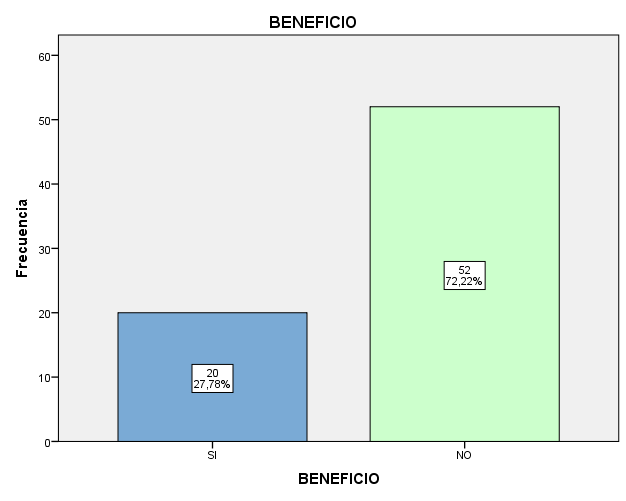 BENEFICIO
60
50
40
30
20
10
0
Frecuencia
20
27,78%
52
72,22%
SI
NO
BENEFICIO